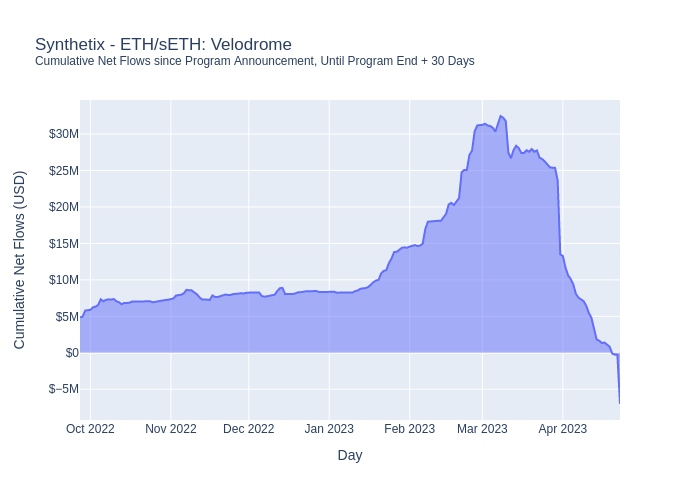 Synthetix - ETH/sETH: Velodrome
Cumulative Net Flows since Program Announcement, Until Program End + 30 Days
Cumulative Net Flows (USD)
$30M
$25M
$20M
$15M
$10M
$5M
$0
$−5M
Oct 2022 Nov 2022 Dec 2022 Jan 2023 Feb 2023 Mar 2023 Apr 2023
Day